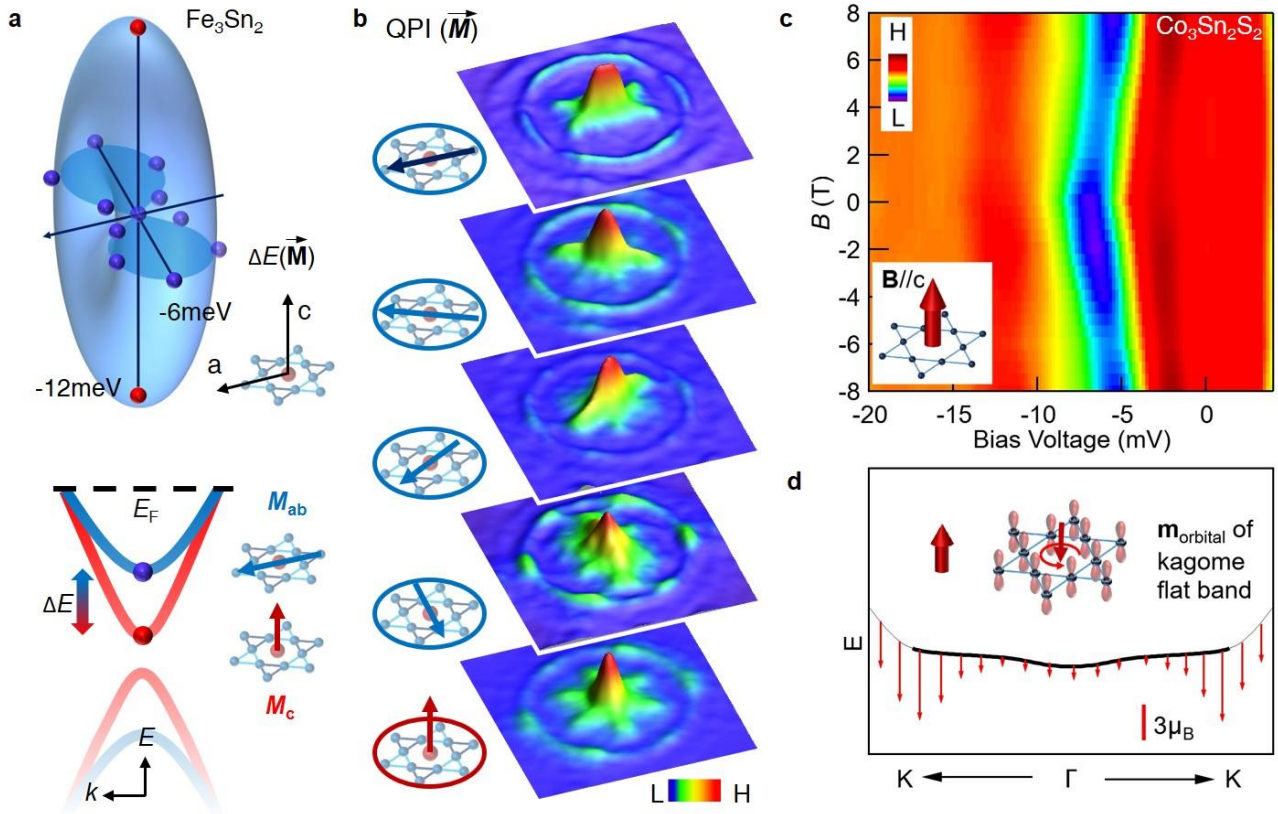 a
Fe3Sn2
ΔE(M)
-6meV
c
a
-12meV
EF
Mab
ΔE
Mc
E
k
b
QPI (M)
L H
c
Co3Sn2S2
H
L
B//c
B (T)
8
6
4
2
0
-2
-4
-6
-8
-20 -15 -10 -5 0
Bias Voltage (mV)
d
morbital of
kagome
flat band
E
3μB
K Γ K